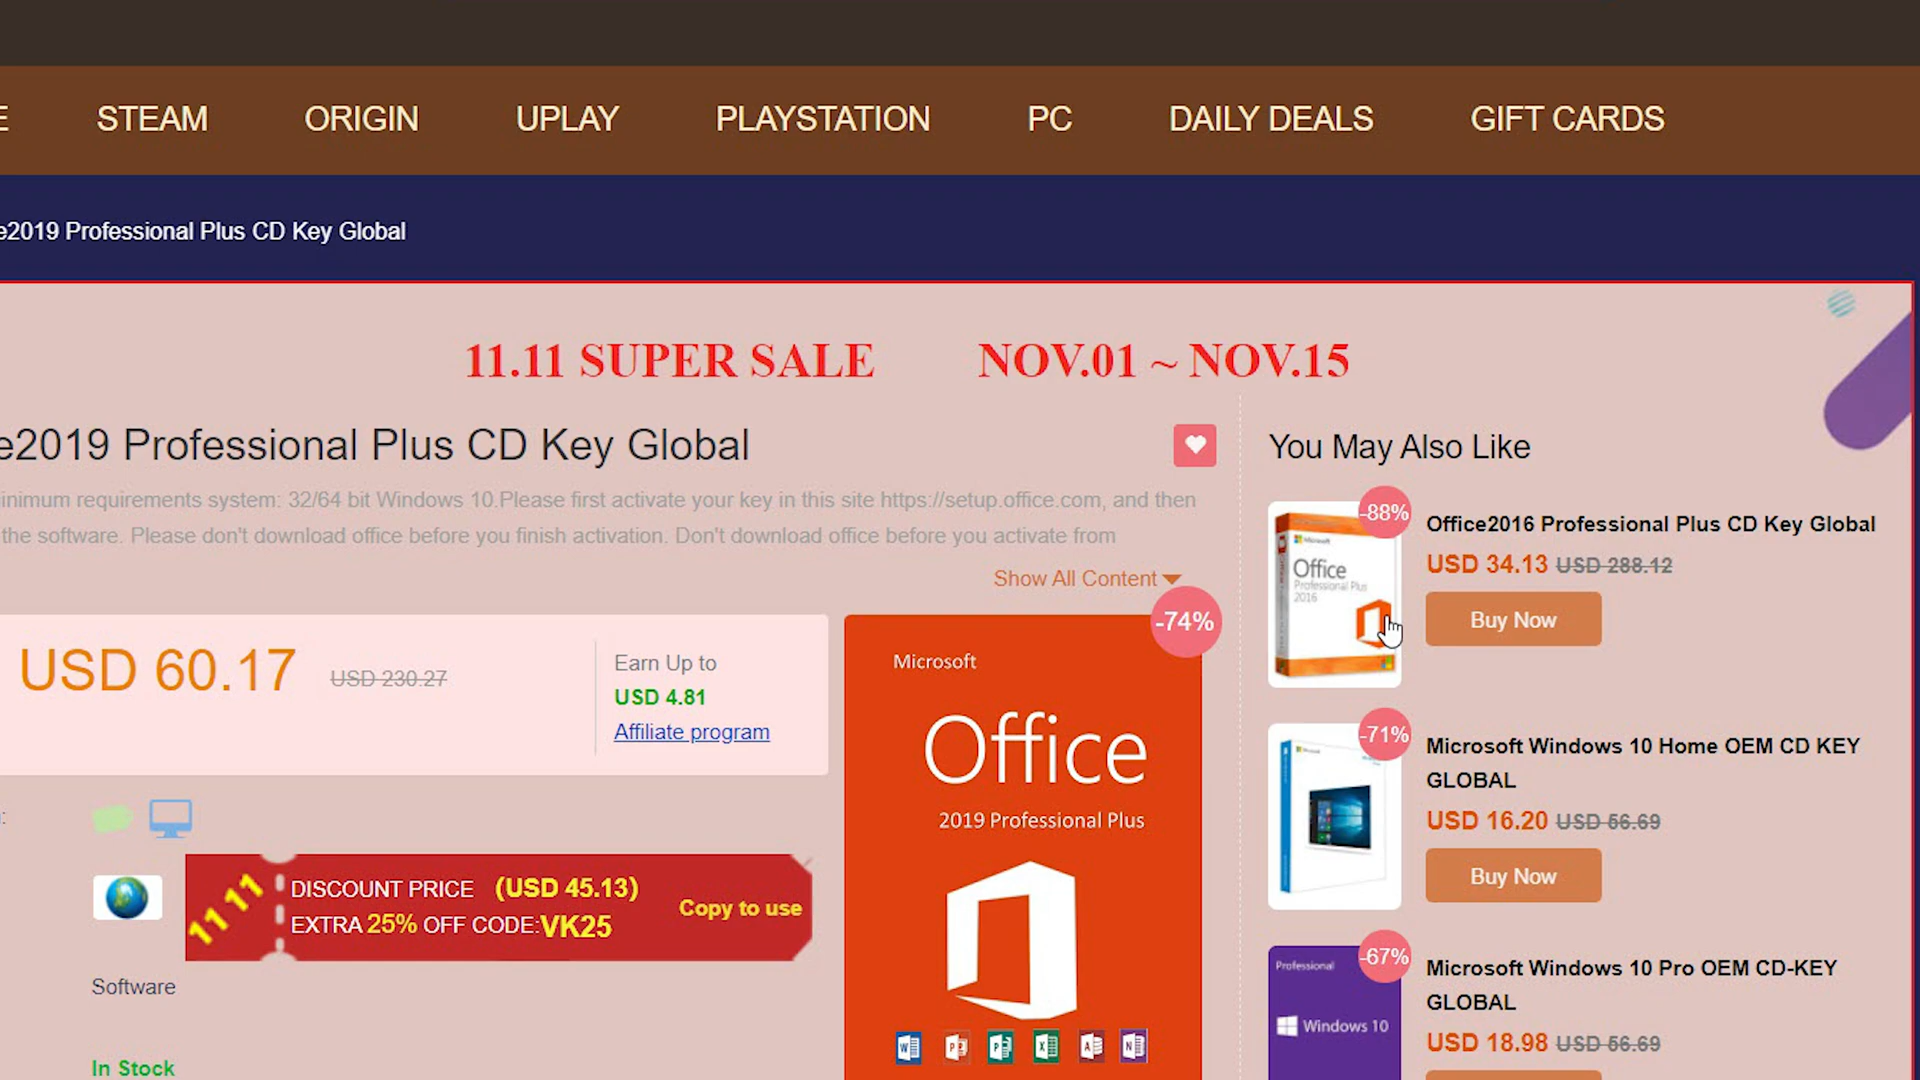 E STEAM ORIGIN UPLAY PLAYSTATION PC DAILY DEALS GIFT CARDS
e2019 Professional Plus CD Key Global
11.11 SUPER SALE NOV.01 ~ NOV.15
e2019 Professional Plus CD Key Global
inimum requirements system: 32/64 bit Windows 10.Please first activate your key in this site https://setup.office.com, and then
the software. Please don't download office before you finish activation. Don't download office before you activate from
Show All Content
USD 60.17 USD 230.27
Earn Up to
USD 4.81
Affiliate program
11 11
DISCOUNT PRICE (USD 45.13)
EXTRA 25% OFF CODE:VK25
Copy to use
Software
In Stock
-74%
Microsoft
Office
2019 Professional Plus
You May Also Like
-88%
Microsoft
Office
Professional Plus
2016
Office2016 Professional Plus CD Key Global
USD 34.13 USD 288.12
Buy Now
-71%
Microsoft Windows 10 Home OEM CD KEY
GLOBAL
USD 16.20 USD 56.69
Buy Now
-67%
Professional
Windows 10
Microsoft Windows 10 Pro OEM CD-KEY
GLOBAL
USD 18.98 USD 56.69